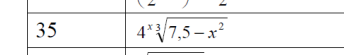 35 4^x ∛(7,5 – x²)